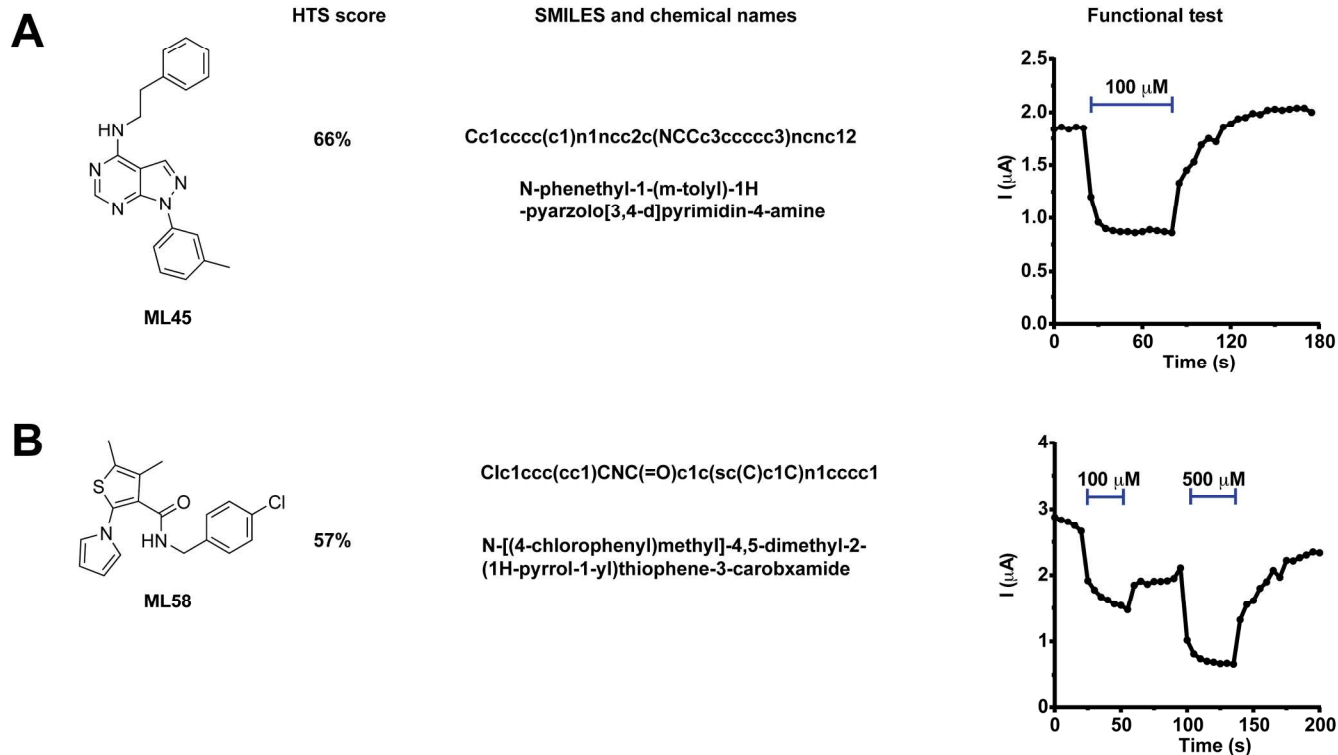 HTS score
SMILES and chemical names
Functional test
A
HN
N
N
N
N
ML45
66%
Cc1cccc(c1)n1ncc2c(NCCc3ccccc3)ncnc12
N-phenethyl-1-(m-tolyl)-1H
-pyarzolo[3,4-d]pyrimidin-4-amine
100 μM
I (μA)
2.5
2.0
1.5
1.0
0.5
0.0
0
60
120
180
Time (s)
B
S
O
N
HN
Cl
ML58
57%
Clc1ccc(cc1)CNC(=O)c1c(sc(C)c1C)n1cccc1
N-[(4-chlorophenyl)methyl]-4,5-dimethyl-2-
(1H-pyrrol-1-yl)thiophene-3-carobxamide
100 μM
500 μM
I (μA)
4
3
2
1
0
0
50
100
150
200
Time (s)